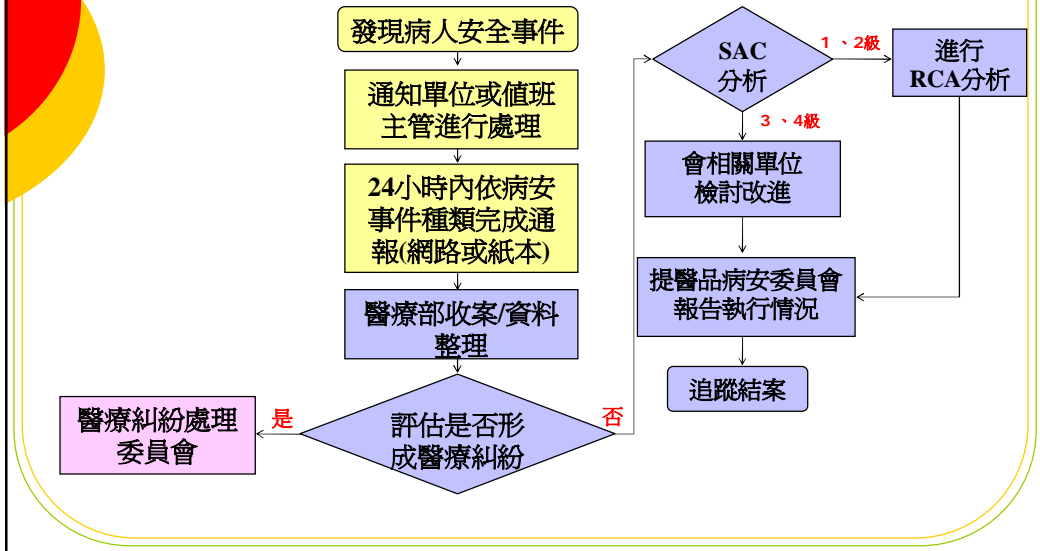 發現病人安全事件
通知單位或值班
主管進行處理
24小時內依病安
事件種類完成通
報(網路或紙本)
醫療部收案/資料
整理
評估是否形
成醫療糾紛
是
醫療糾紛處理
委員會
否
SAC
分析
1、2級
進行
RCA分析
3、4級
會相關單位
檢討改進
提醫品病安委員會
報告執行情況
追蹤結案